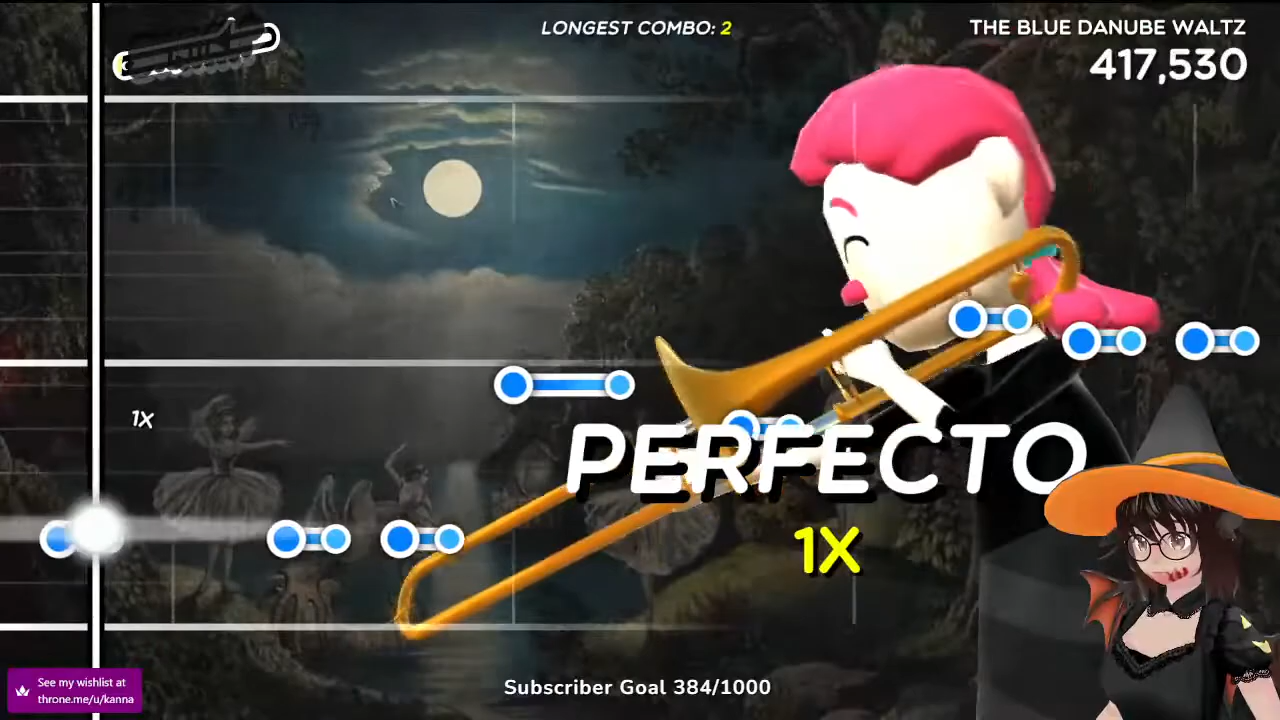 LONGEST COMBO: 2
THE BLUE DANUBE WALTZ
417,530
1X
PERFECTO
1X
See my wishlist at
throne.me/u/kanna
Subscriber Goal 384/1000